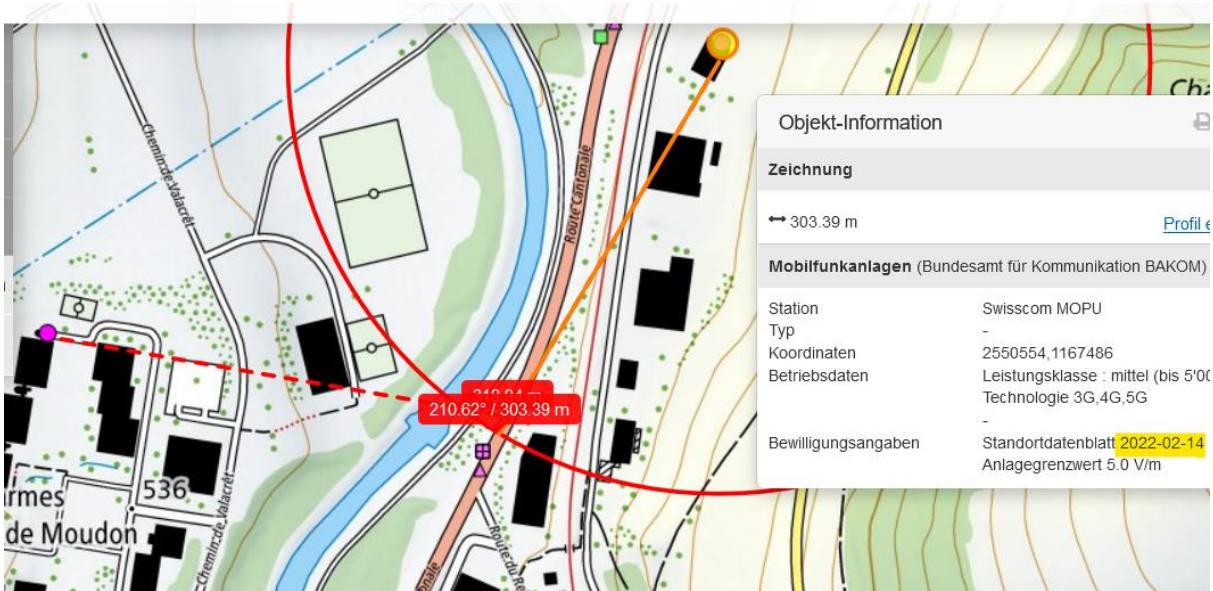 Objekt-Information
Zeichnung
303.39 m
Profil e
Mobilfunkanlagen (Bundesamt für Kommunikation BAKOM)
Station Swisscom MOPU
Typ -
Koordinaten 2550554,1167486
Betriebsdaten Leistungsklasse : mittel (bis 5'00
Technologie 3G,4G,5G
-
Bewilligungsangaben Standortdatenblatt 2022-02-14
Anlagegrenzwert 5.0 V/m
Cha
Chemin de Valacrêt
Route Cantonale
210.62° / 303.39 m
536
armes
de Moudon
Chemin de Valacrêt
onale
Route du Re